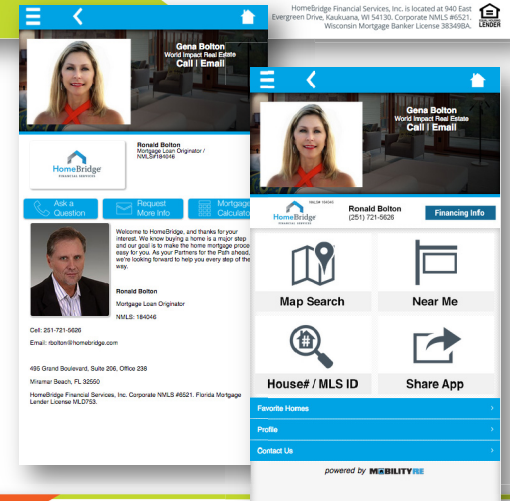 HomeBridge Financial Services, Inc. is located at 940 East
Evergreen Drive, Kaukuana, WI 54130. Corporate NMLS #6521.
Wisconsin Mortgage Banker License 38349BA.
LENDER
Gena Bolton
World Impact Real Estate
Call | Email
HomeBridge
FINANCIAL SERVICES
Ronald Bolton
Mortgage Loan Originator /
NMLS#184046
Ask a
Question
Request
More Info
Mortgage
Calculato
Welcome to HomeBridge, and thanks for your
interest. We know buying a home is a major step
and our goal is to make the home mortgage proce
easy for you. As your Partners for the Path ahead,
we're looking forward to help you every step of the
way.
Ronald Bolton
Mortgage Loan Originator
NMLS: 184046
Cell: 251-721-5626
Email: rbolton@homebridge.com
495 Grand Boulevard, Suite 206, Office 238
Miramar Beach, FL 32550
HomeBridge Financial Services, Inc. Corporate NMLS #6521. Florida Mortgage
Lender License MLD753.
Gena Bolton
World Impact Real Estate
Call | Email
HomeBridge
FINANCIAL SERVICES
Ronald Bolton
(251) 721-5626
Financing Info
Map Search
Near Me
House# / MLS ID
Share App
Favorite Homes
Profile
Contact Us
powered by MOBILITYRE